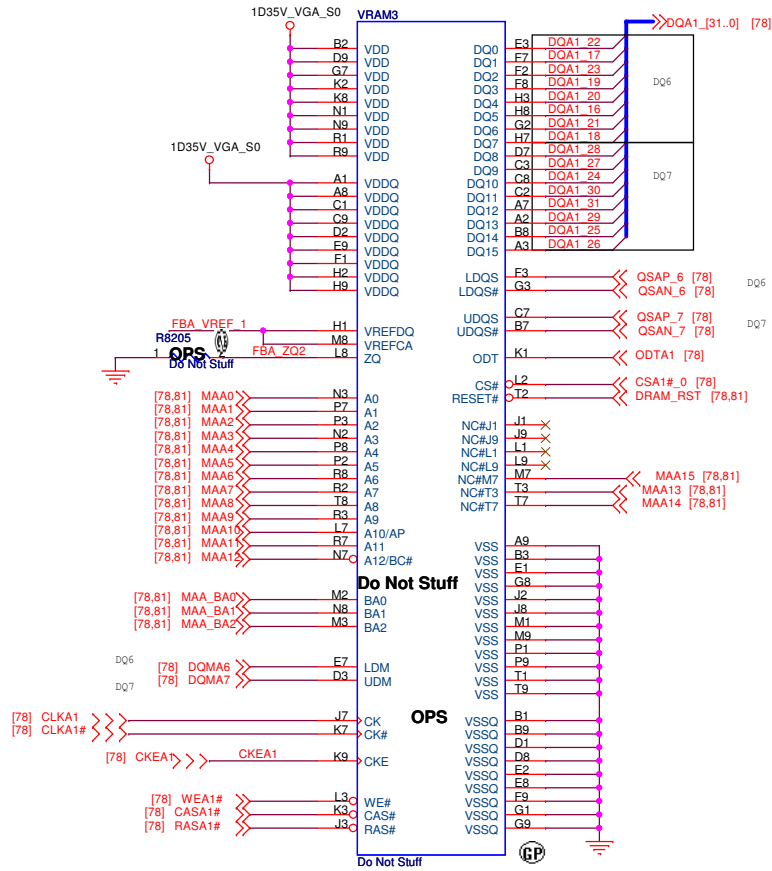 1D35V_VGA_S0
VRAM3
DQA1_[31..0] [78]
B2 VDD DQ0 E3 DQA1_22
D9 VDD DQ1 F7 DQA1_17
G7 VDD DQ2 F2 DQA1_23
K2 VDD DQ3 F8 DQA1_19
K8 VDD DQ4 H3 DQA1_20
N1 VDD DQ5 H8 DQA1_16
N9 VDD DQ6 G2 DQA1_21
R1 VDD DQ7 H7 DQA1_18
R9 VDD DQ8 D7 DQA1_28
DQ6
1D35V_VGA_S0
DQ9 C3 DQA1_27
A1 VDDQ DQ10 C8 DQA1_24
A8 VDDQ DQ11 C2 DQA1_30
C1 VDDQ DQ12 A7 DQA1_31
C9 VDDQ DQ13 A2 DQA1_29
D2 VDDQ DQ14 B8 DQA1_25
E9 VDDQ DQ15 A3 DQA1_26
DQ7
F1 VDDQ
H2 VDDQ LDQS F3 QSAP_6 [78]
H9 VDDQ LDQS# G3 QSAN_6 [78]
DQ6
UDQS C7 QSAP_7 [78]
UDQS# B7 QSAN_7 [78]
DQ7
FBA_VREF_1 H1 VREFDQ
M8 VREFCA
R8205
1 OPS 2 FBA_ZQ2 L8 ZQ
Do Not Stuff
ODT K1 ODTA1 [78]
CS# L2 CSA1#_0 [78]
RESET# T2 DRAM_RST [78,81]
[78,81] MAA0 N3 A0
[78,81] MAA1 P7 A1
[78,81] MAA2 P3 A2
[78,81] MAA3 N2 A3
[78,81] MAA4 P8 A4
[78,81] MAA5 P2 A5
[78,81] MAA6 R8 A6
[78,81] MAA7 R2 A7
[78,81] MAA8 T8 A8
[78,81] MAA9 R3 A9
[78,81] MAA10 L7 A10/AP
[78,81] MAA11 R7 A11
[78,81] MAA12 N7 A12/BC#
NC#J1 J1
NC#J9 J9
NC#L1 L1
NC#L9 L9
NC#M7 M7 MAA15 [78,81]
NC#T3 T3 MAA13 [78,81]
NC#T7 T7 MAA14 [78,81]
Do Not Stuff
[78,81] MAA_BA0 M2 BA0
[78,81] MAA_BA1 N8 BA1
[78,81] MAA_BA2 M3 BA2
VSS A9
VSS B3
VSS E1
VSS G8
VSS J2
VSS J8
VSS M1
VSS M9
VSS P1
VSS P9
VSS T1
VSS T9
DQ6
[78] DQMA6 E7 LDM
DQ7
[78] DQMA7 D3 UDM
OPS
[78] CLKA1 J7 CK
[78] CLKA1# K7 CK#
[78] CKEA1 CKEA1 K9 CKE
VSSQ B1
VSSQ B9
VSSQ D1
VSSQ D8
VSSQ E2
VSSQ E8
VSSQ F9
VSSQ G1
VSSQ G9
[78] WEA1# L3 WE#
[78] CASA1# K3 CAS#
[78] RASA1# J3 RAS#
Do Not Stuff
GP